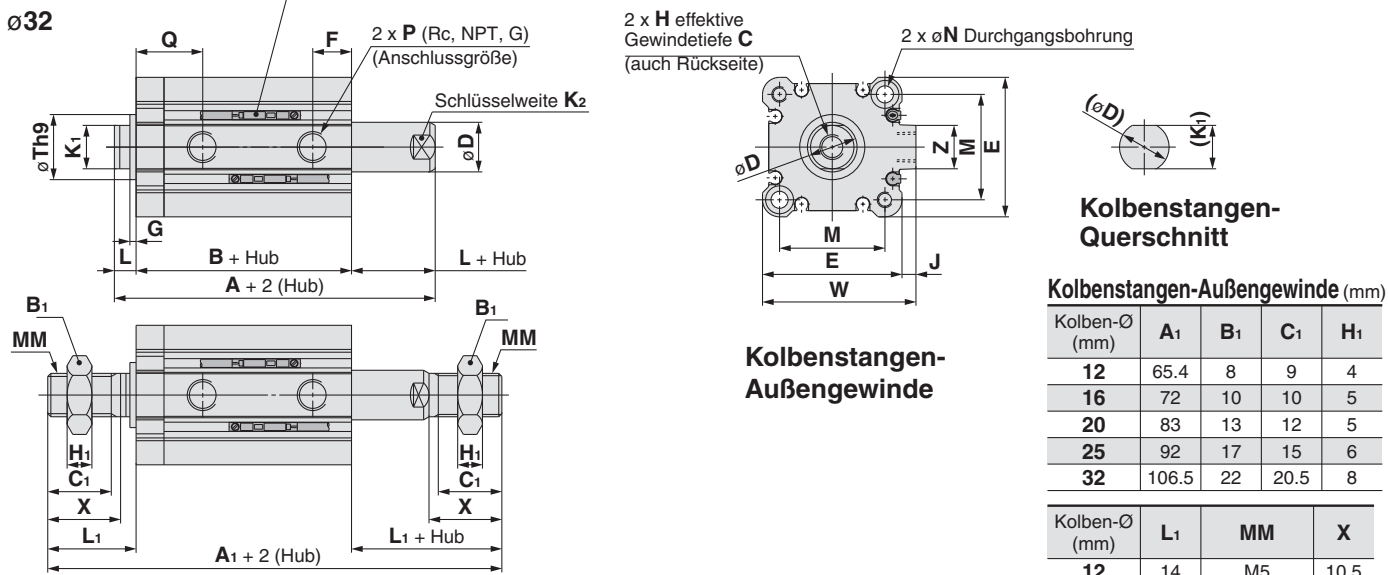 ø32
Q
F
2 x P (Rc, NPT, G)
(Anschlussgröße)
Schlüsselweite K2
øTh9
K1
øD
G
L
B + Hub
L + Hub
A + 2 (Hub)
B1
B1
MM
MM
H1
H1
C1
C1
X
X
L1
L1 + Hub
A1 + 2 (Hub)
2 x H effektive
Gewindetiefe C
(auch Rückseite)
2 x øN Durchgangsbohrung
øD
Z
M
E
M
E
J
W
Kolbenstangen-
Außengewinde
(øD)
(K1)
Kolbenstangen-
Querschnitt
Kolbenstangen-Außengewinde (mm)
Kolben-Ø (mm) A1 B1 C1 H1
12 65.4 8 9 4
16 72 10 10 5
20 83 13 12 5
25 92 17 15 6
32 106.5 22 20.5 8
Kolben-Ø (mm) L1 MM X
12 14 M5 10.5